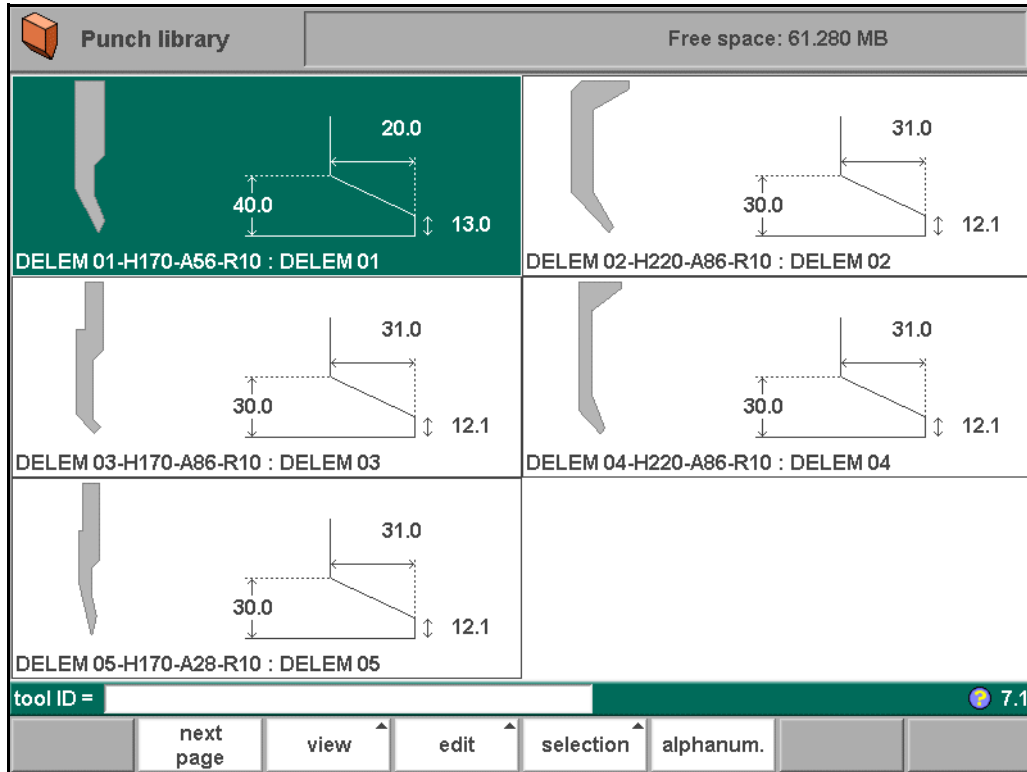 Punch library
Free space: 61.280 MB
20.0
40.0
13.0
DELEM 01-H170-A56-R10 : DELEM 01
31.0
30.0
12.1
DELEM 02-H220-A86-R10 : DELEM 02
31.0
30.0
12.1
DELEM 03-H170-A86-R10 : DELEM 03
31.0
30.0
12.1
DELEM 04-H220-A86-R10 : DELEM 04
31.0
30.0
12.1
DELEM 05-H170-A28-R10 : DELEM 05
tool ID =
? 7.1
next
page
view
edit
selection
alphanum.